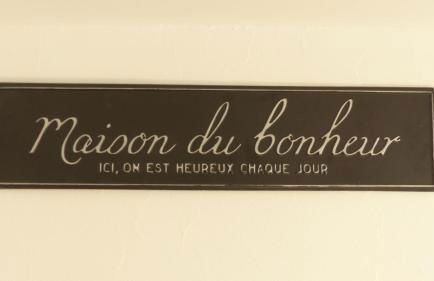 Maison du bonheur
ICI, ON EST HEUREUX CHAQUE JOUR